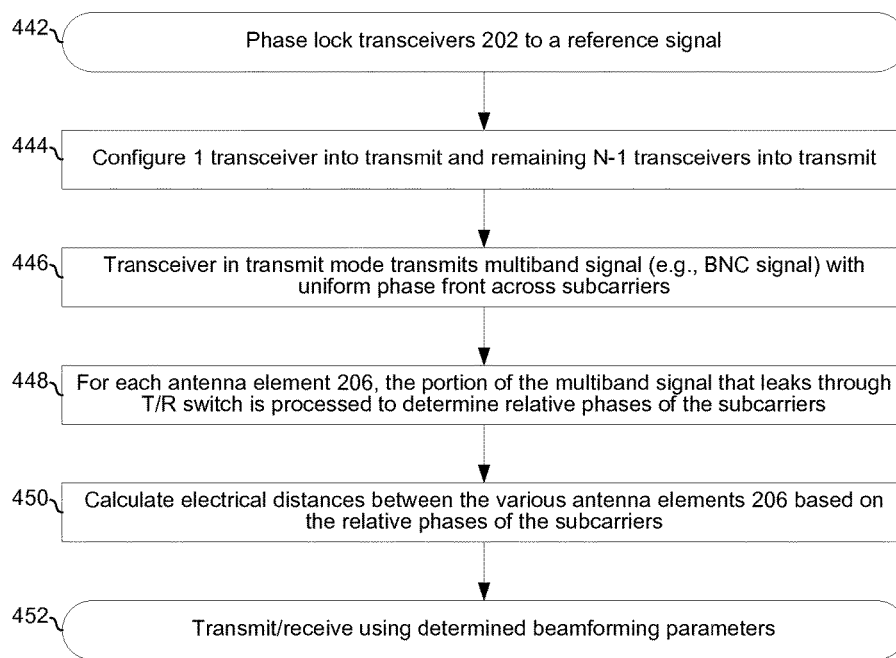 442
Phase lock transceivers 202 to a reference signal
444
Configure 1 transceiver into transmit and remaining N-1 transceivers into transmit
446
Transceiver in transmit mode transmits multiband signal (e.g., BNC signal) with
uniform phase front across subcarriers
448
For each antenna element 206, the portion of the multiband signal that leaks through
T/R switch is processed to determine relative phases of the subcarriers
450
Calculate electrical distances between the various antenna elements 206 based on
the relative phases of the subcarriers
452
Transmit/receive using determined beamforming parameters